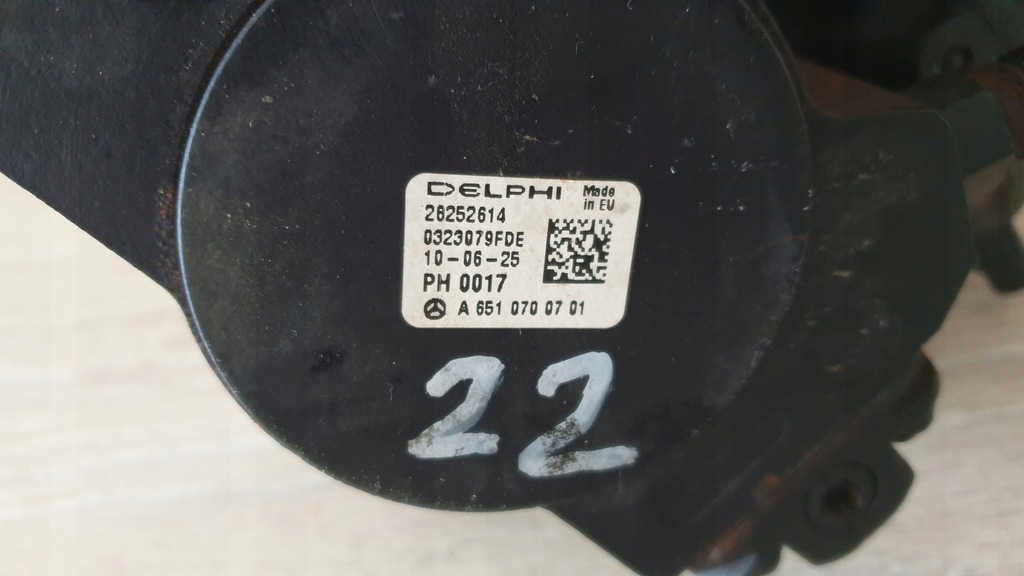 DELPHI Made in EU
28252614
0323079FDE
10-06-25
PH 0017
A 651 070 07 01
22